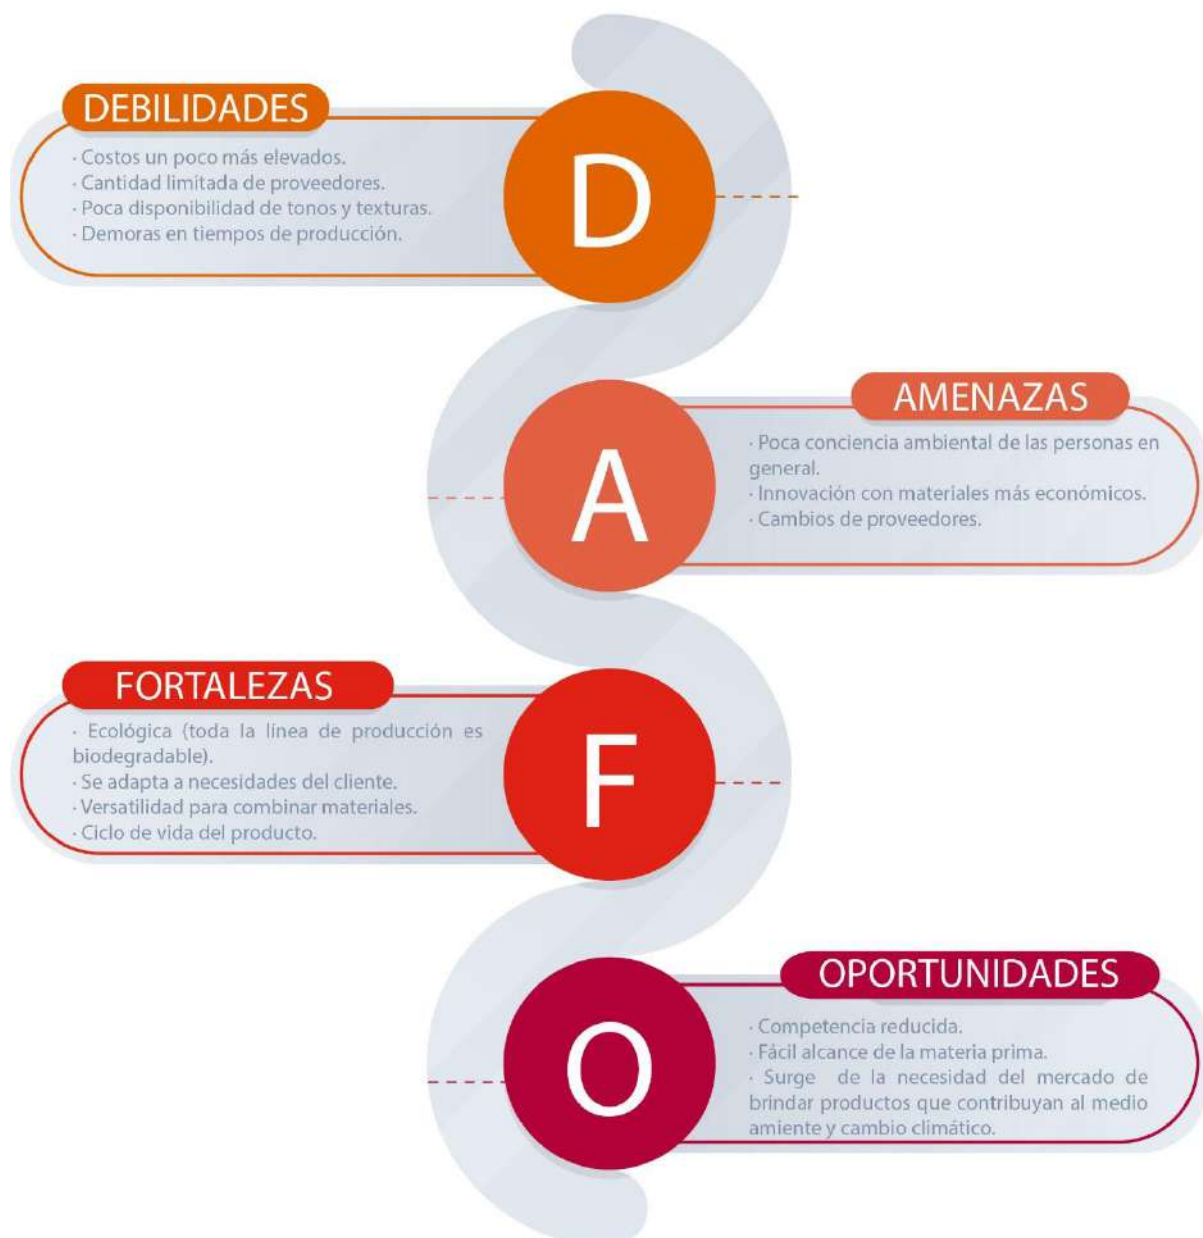 DEBILIDADES
· Costos un poco más elevados.
· Cantidad limitada de proveedores.
· Poca disponibilidad de tonos y texturas.
· Demoras en tiempos de producción.
D
AMENAZAS
· Poca conciencia ambiental de las personas en
general.
· Innovación con materiales más económicos.
· Cambios de proveedores.
A
FORTALEZAS
· Ecológica (toda la línea de producción es
biodegradable).
· Se adapta a necesidades del cliente.
· Versatilidad para combinar materiales.
· Ciclo de vida del producto.
F
OPORTUNIDADES
· Competencia reducida.
· Fácil alcance de la materia prima.
· Surge de la necesidad del mercado de
brindar productos que contribuyan al medio
amiente y cambio climático.
O